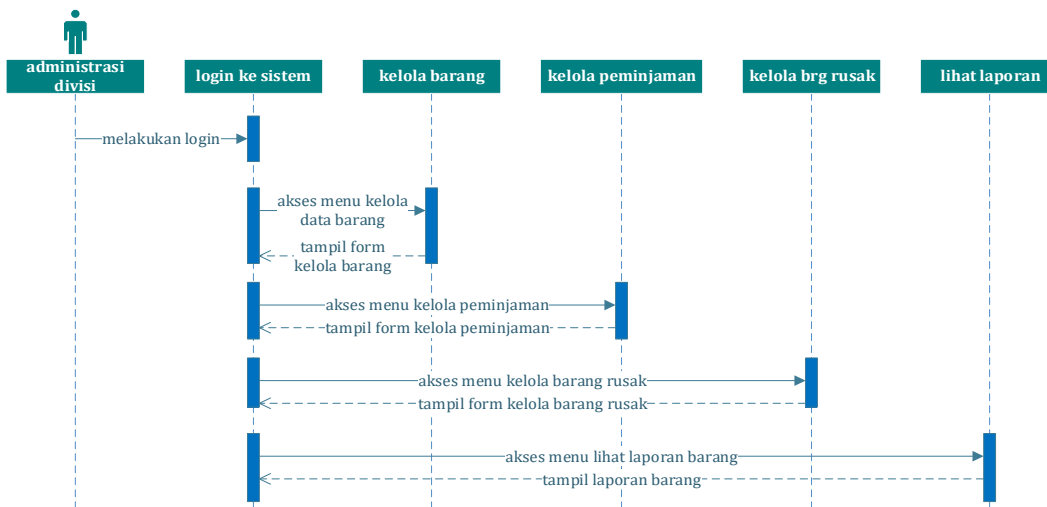 administrasi
divisi
login ke sistem
kelola barang
kelola peminjaman
kelola brg rusak
lihat laporan
melakukan login
akses menu kelola
data barang
tampil form
kelola barang
akses menu kelola peminjaman
tampil form kelola peminjaman
akses menu kelola barang rusak
tampil form kelola barang rusak
akses menu lihat laporan barang
tampil laporan barang